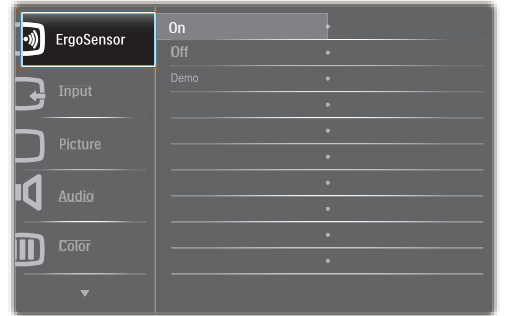 ErgoSensor
Input
Picture
Audio
Color
On
Off
Demo